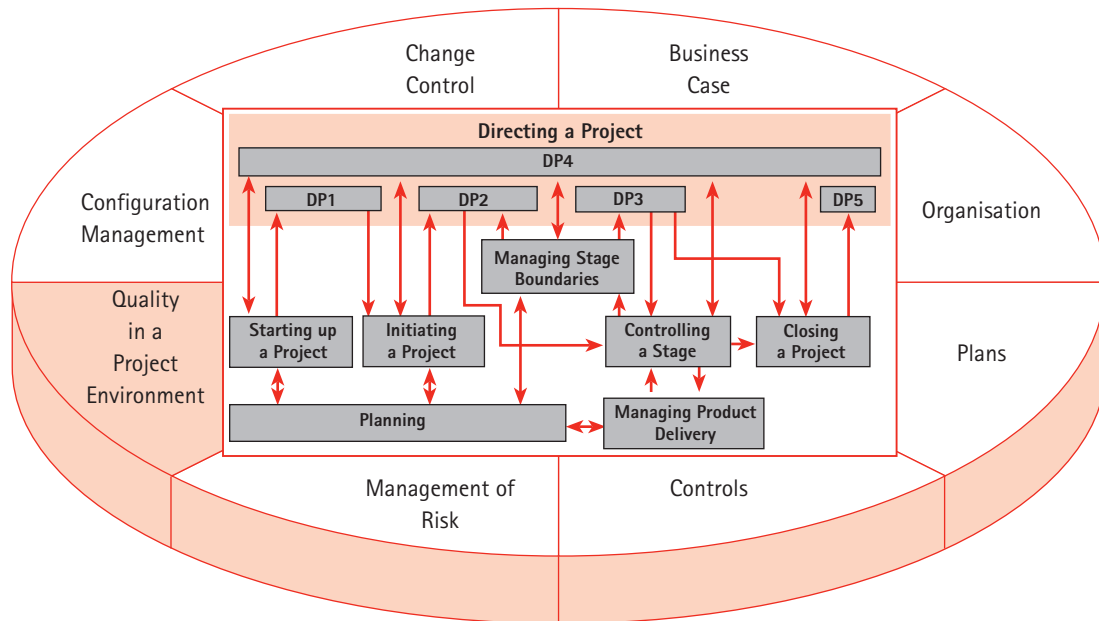 Change
Control
Business
Case
Directing a Project
DP4
DP1
DP2
DP3
DP5
Configuration
Management
Organisation
Managing Stage
Boundaries
Quality
in a
Project
Environment
Starting up
a Project
Initiating
a Project
Controlling
a Stage
Closing
a Project
Plans
Planning
Managing Product
Delivery
Management of
Risk
Controls